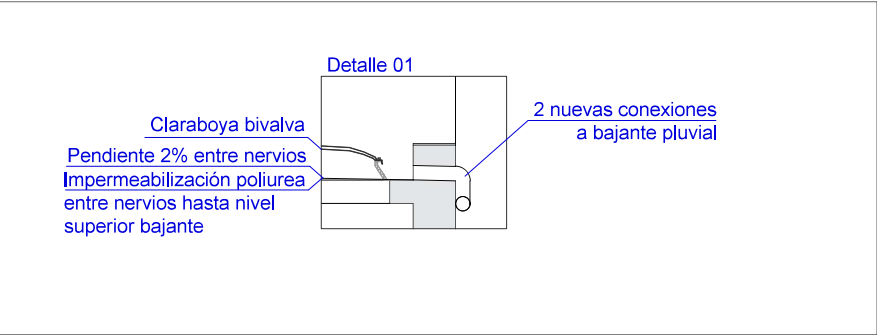 Detalle 01
Claraboya bivalva
Pendiente 2% entre nervios
Impermeabilización poliurea
entre nervios hasta nivel
superior bajante
2 nuevas conexiones
a bajante pluvial